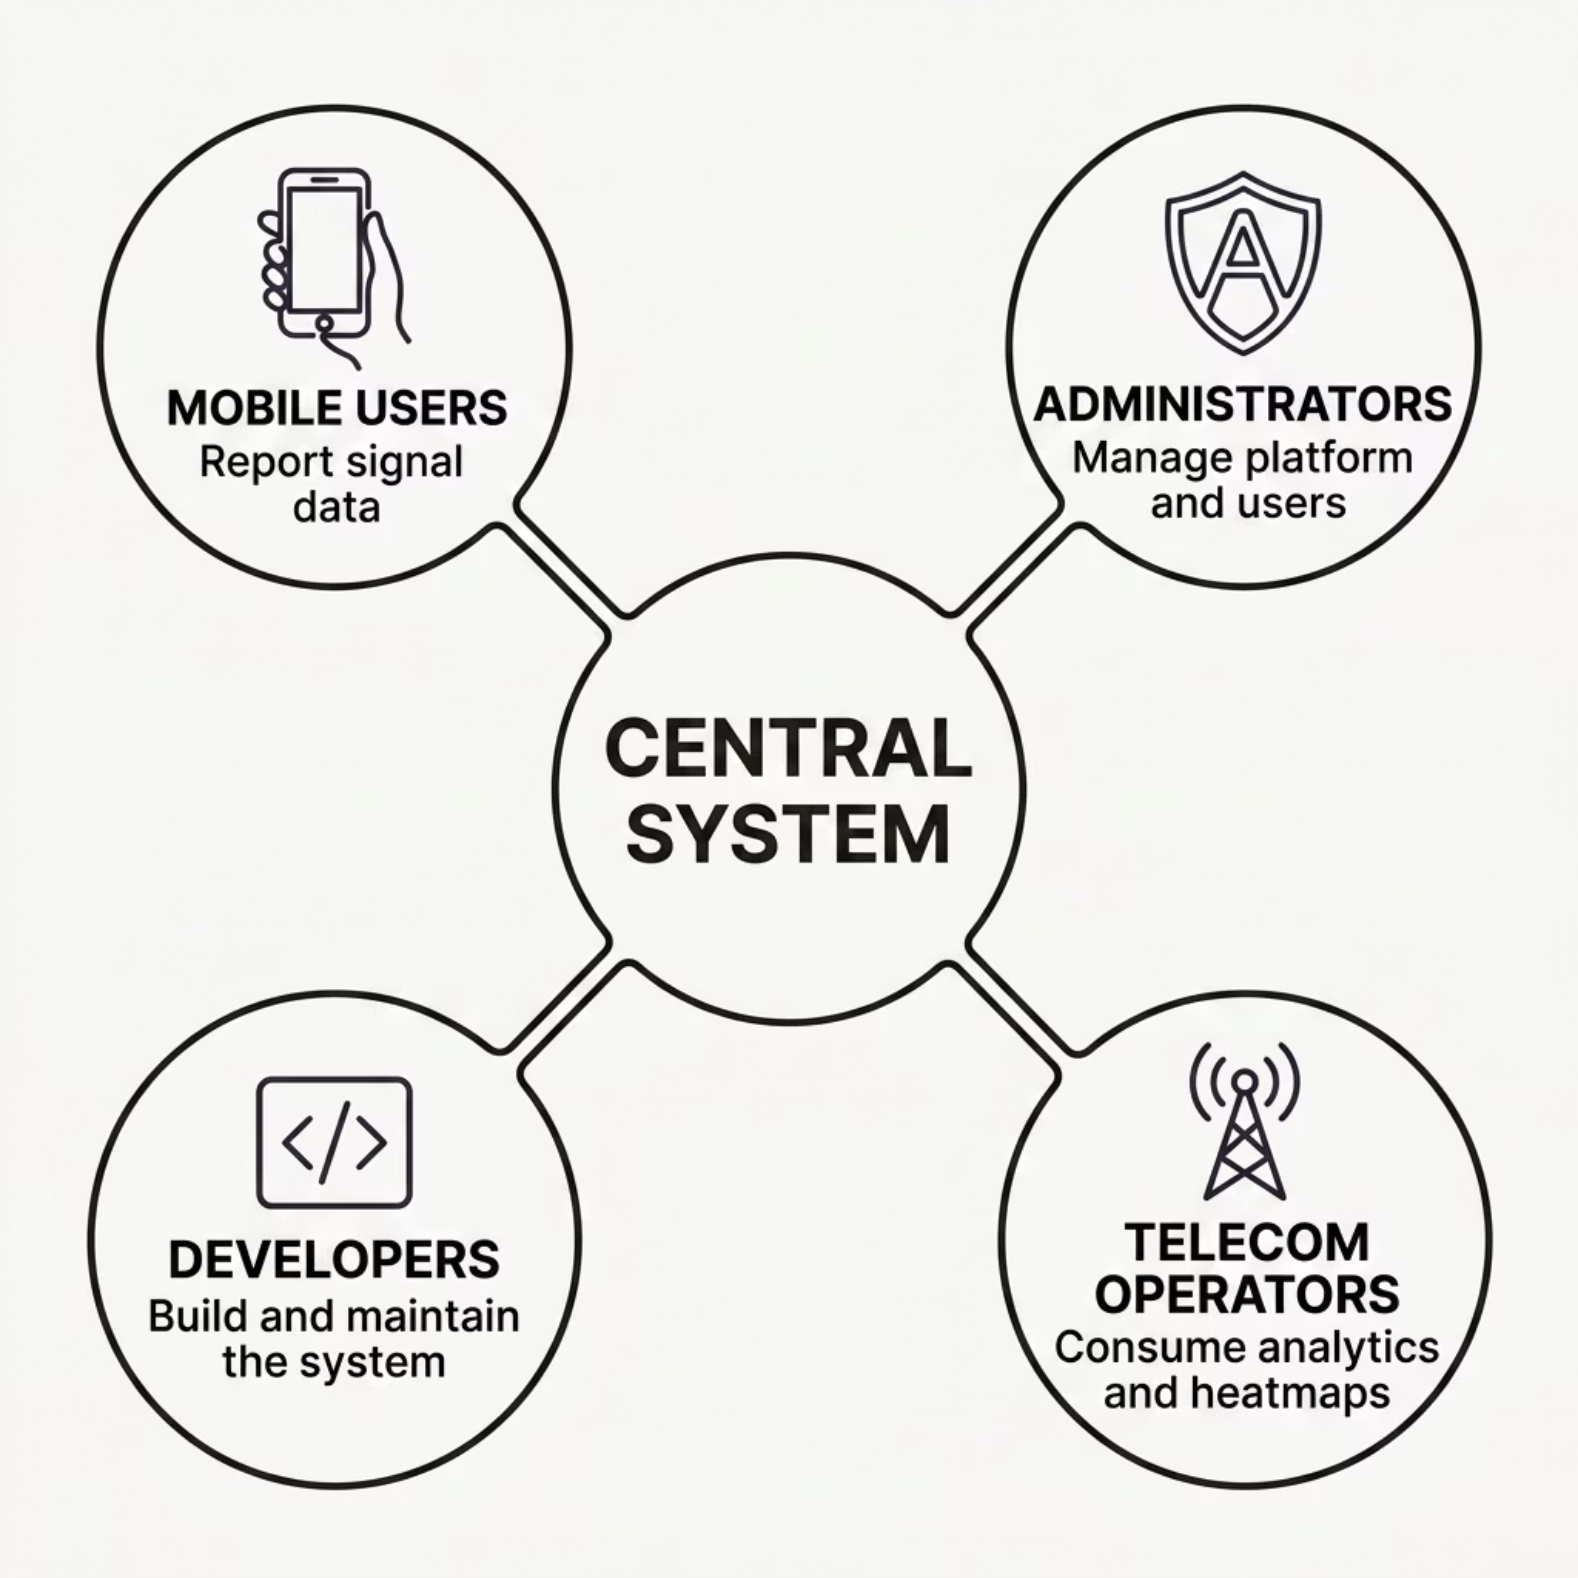 MOBILE USERS
Report signal
data
ADMINISTRATORS
Manage platform
and users
CENTRAL
SYSTEM
DEVELOPERS
Build and maintain
the system
TELECOM
OPERATORS
Consume analytics
and heatmaps